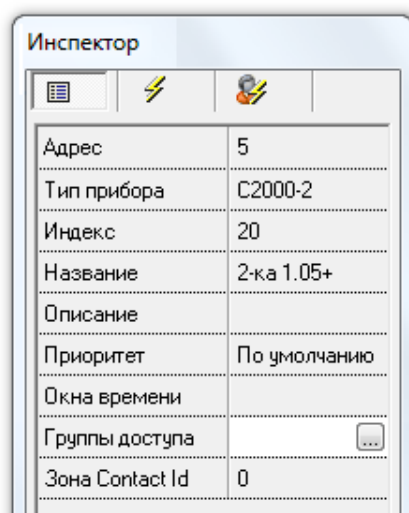 Инспектор
Адрес 5
Тип прибора С2000-2
Индекс 20
Название 2-ка 1.05+
Описание
Приоритет По умолчанию
Окна времени
Группы доступа ...
Зона Contact Id 0